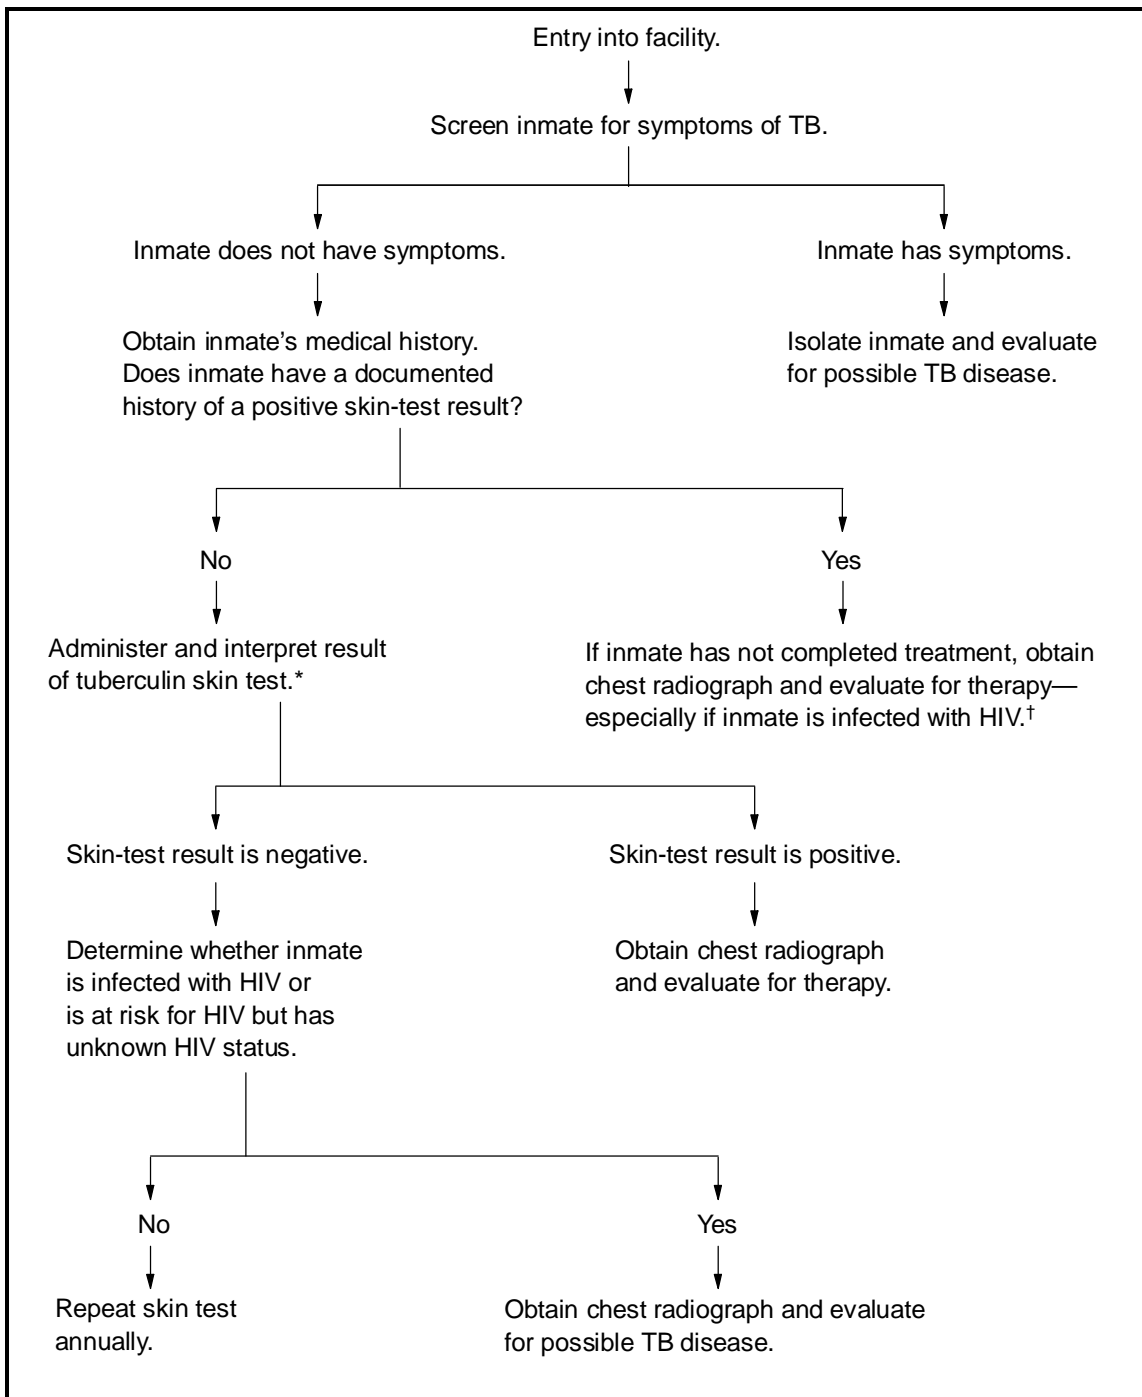 Entry into facility.
Screen inmate for symptoms of TB.
Inmate does not have symptoms.
Inmate has symptoms.
Obtain inmate’s medical history.
Does inmate have a documented
history of a positive skin-test result?
Isolate inmate and evaluate
for possible TB disease.
No
Yes
Administer and interpret result
of tuberculin skin test.*
If inmate has not completed treatment, obtain
chest radiograph and evaluate for therapy—
especially if inmate is infected with HIV.†
Skin-test result is negative.
Skin-test result is positive.
Determine whether inmate
is infected with HIV or
is at risk for HIV but has
unknown HIV status.
Obtain chest radiograph
and evaluate for therapy.
No
Yes
Repeat skin test
annually.
Obtain chest radiograph and evaluate
for possible TB disease.